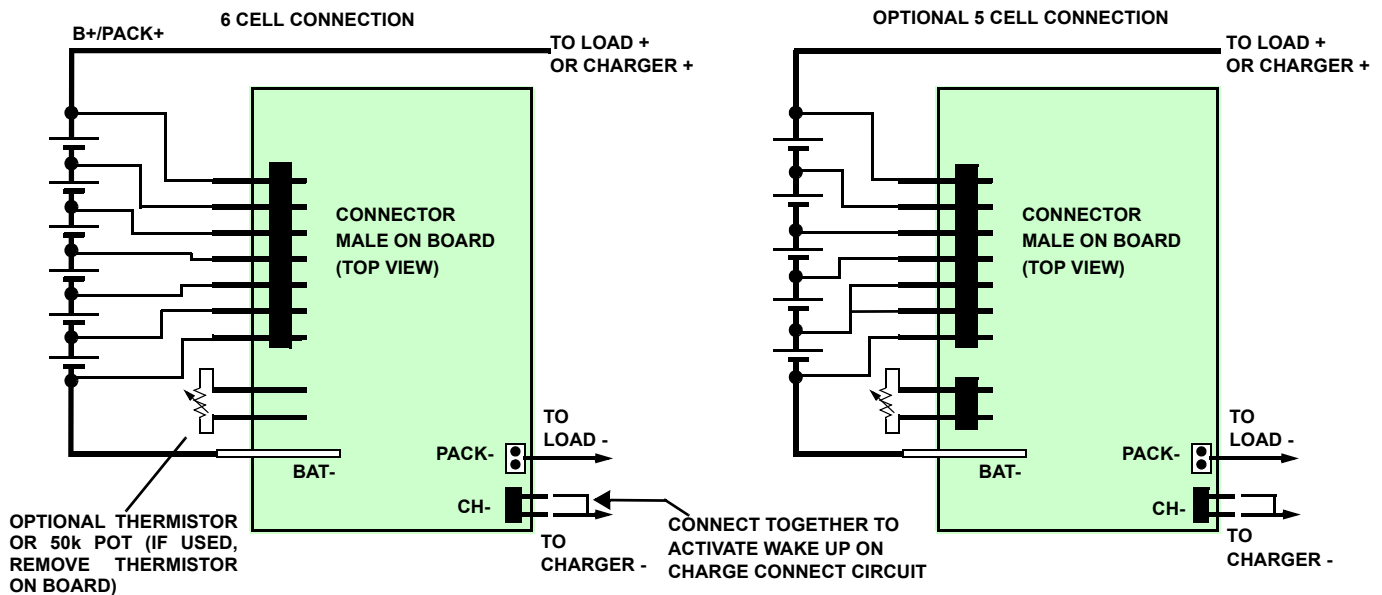 6 CELL CONNECTION
B+/PACK+
TO LOAD +
OR CHARGER +
CONNECTOR
MALE ON BOARD
(TOP VIEW)
TO
LOAD -
PACK-
BAT-
CH-
TO
CHARGER -
OPTIONAL THERMISTOR
OR 50k POT (IF USED,
REMOVE THERMISTOR
ON BOARD)
CONNECT TOGETHER TO
ACTIVATE WAKE UP ON
CHARGE CONNECT CIRCUIT
OPTIONAL 5 CELL CONNECTION
TO LOAD +
OR CHARGER +
CONNECTOR
MALE ON BOARD
(TOP VIEW)
TO
LOAD -
PACK-
BAT-
CH-
TO
CHARGER -